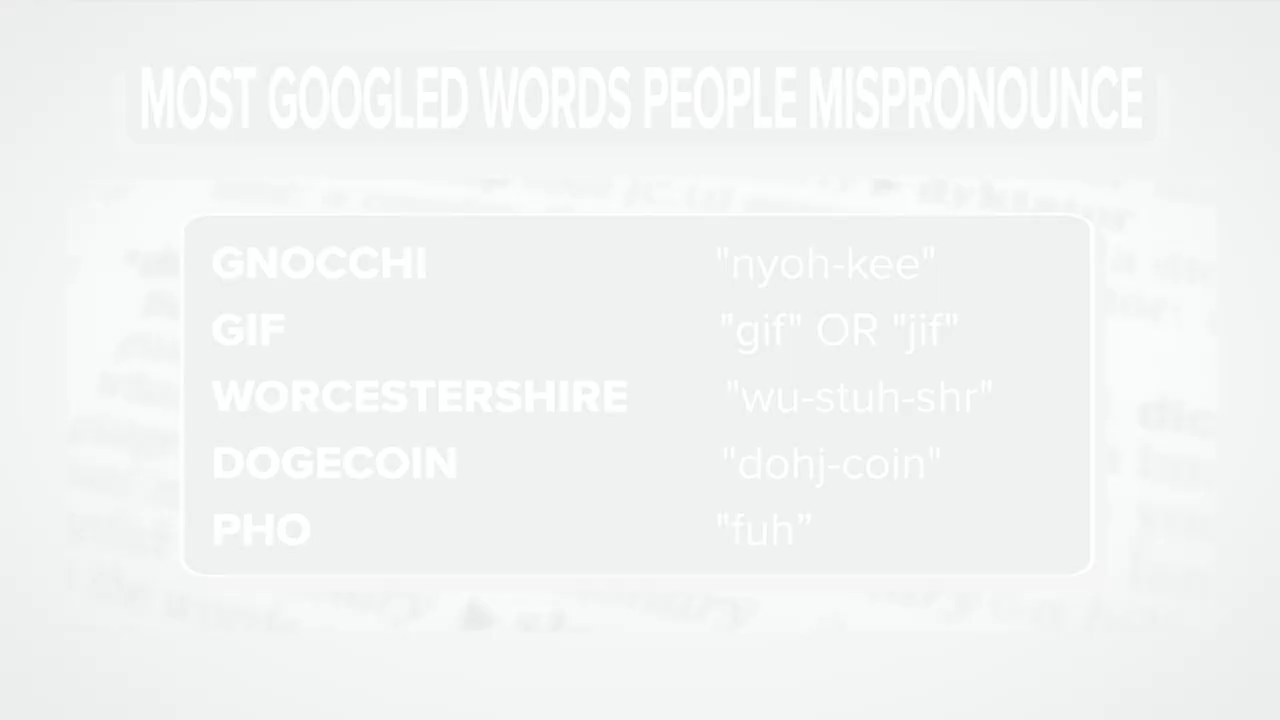 MOST GOOGLED WORDS PEOPLE MISPRONOUNCE
GNOCCHI "nyoh-kee"
GIF "gif" OR "jif"
WORCESTERSHIRE "wu-stuh-shr"
DOGECOIN "dohj-coin"
PHO "fuh"